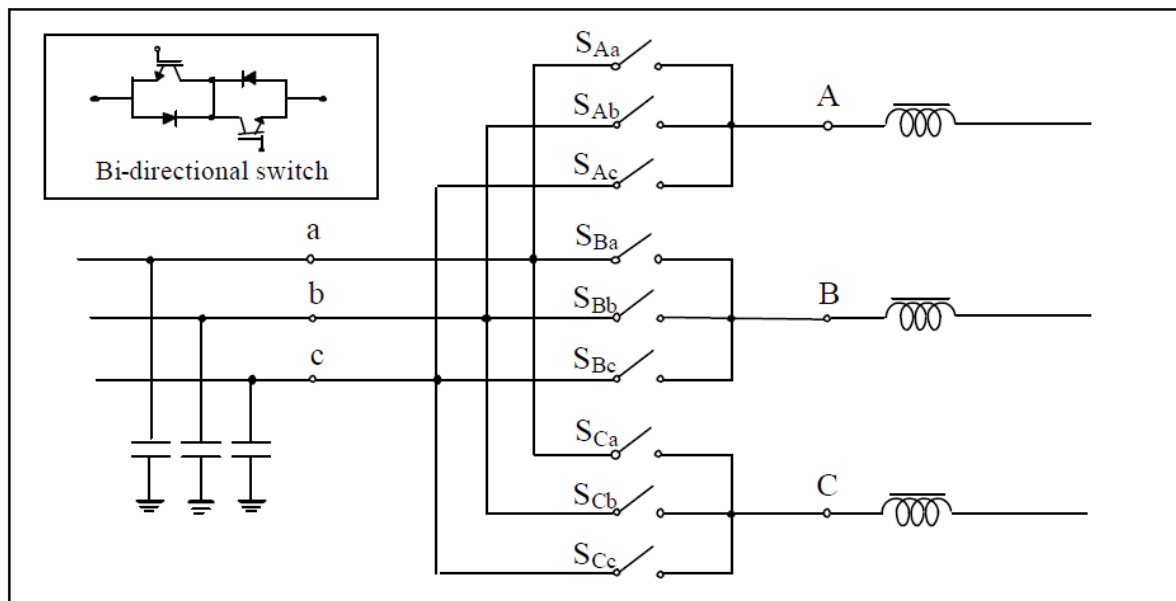 Bi-directional switch
S_Aa
S_Ab
S_Ac
A
a
b
c
S_Ba
S_Bb
S_Bc
B
S_Ca
S_Cb
S_Cc
C